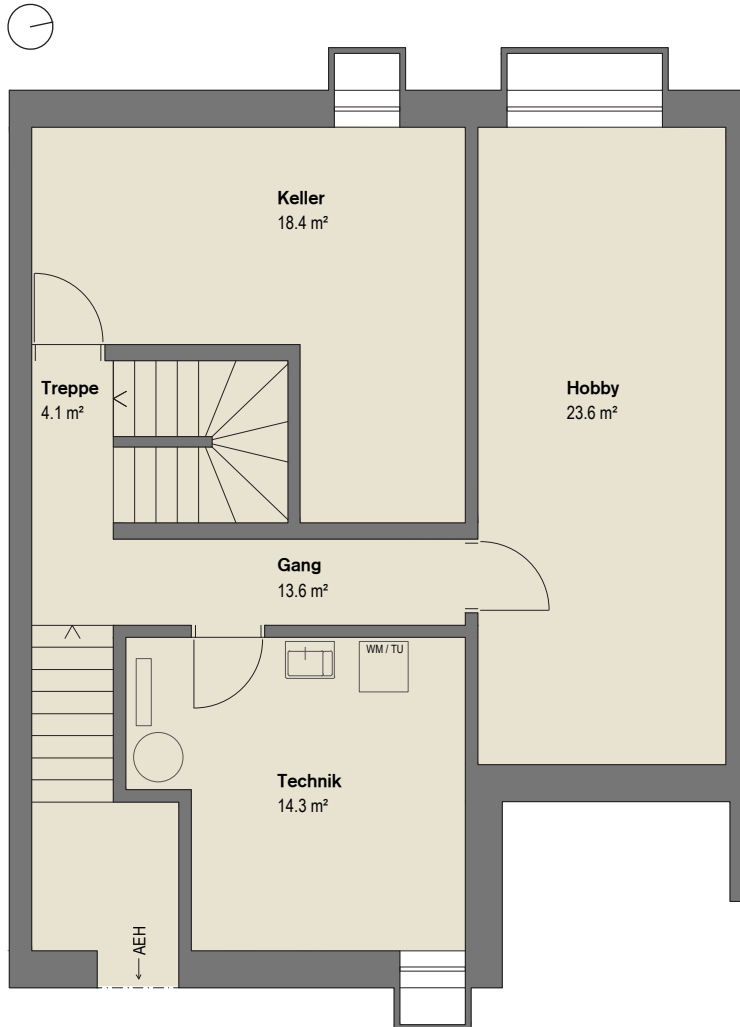 Keller
18.4 m²
Treppe
4.1 m²
Hobby
23.6 m²
Gang
13.6 m²
WM / TU
Technik
14.3 m²
AEH